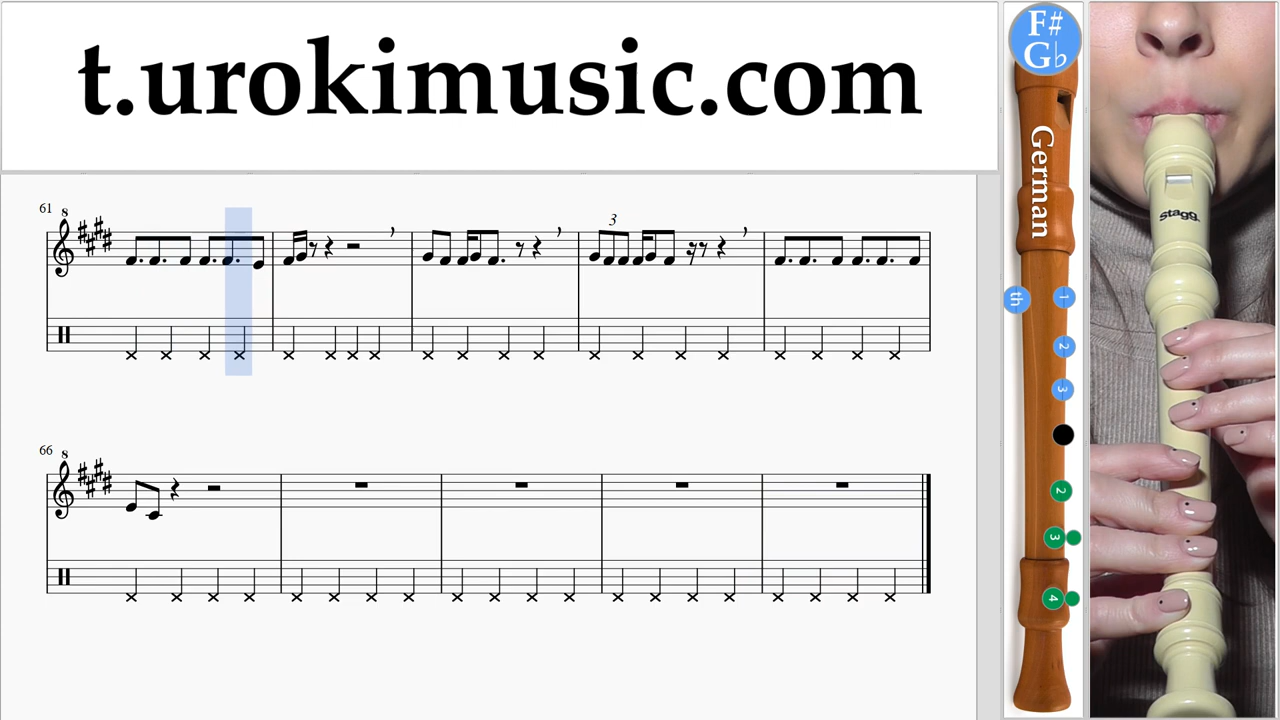 t.urokimusic.com
F#
G♭
German
th
1
2
3
2
3
4
Stagg
61
8
3
66
8